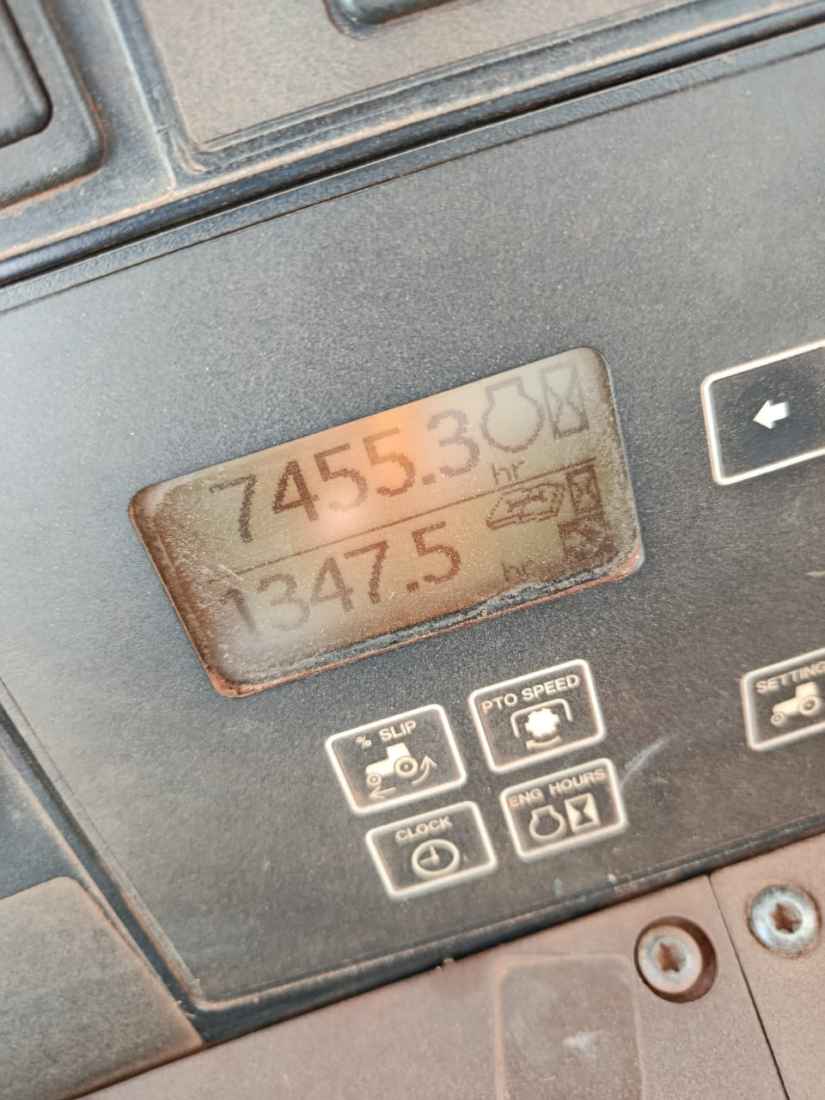 7455.3
hr
1347.5
hr
PTO SPEED
% SLIP
SETTING
ENG HOURS
CLOCK